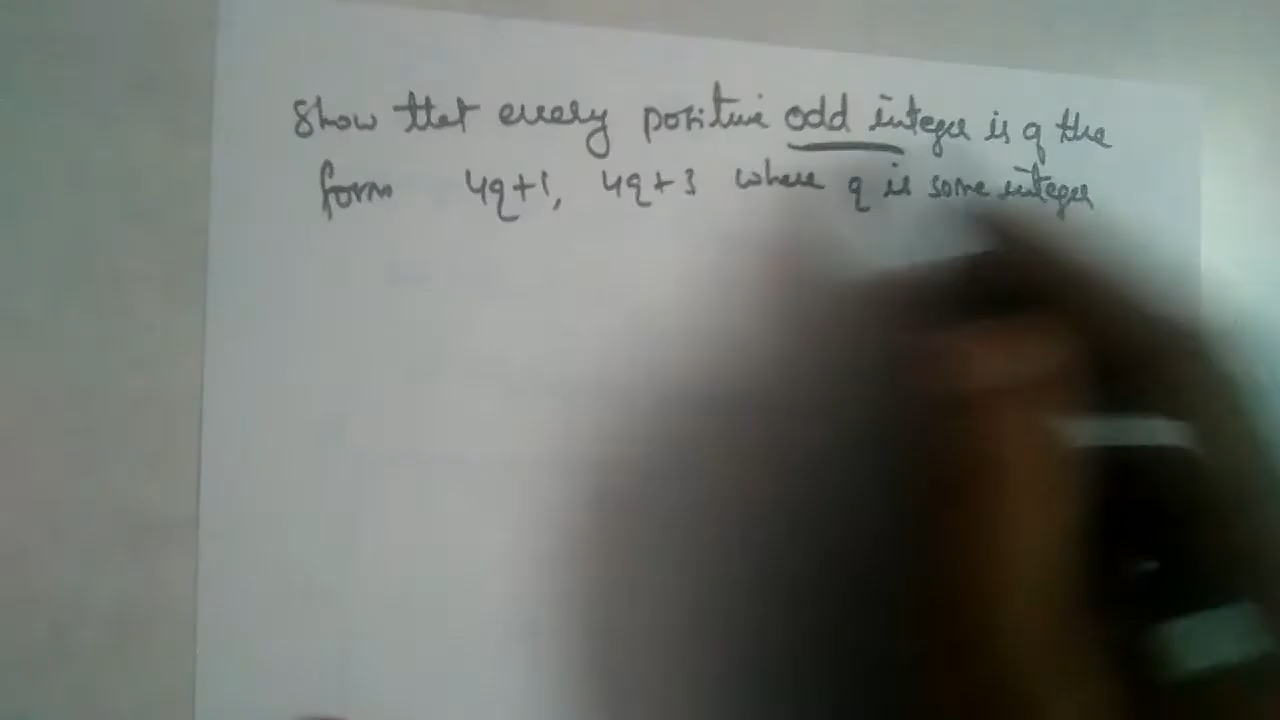 Show that every positive odd integer is of the
form 4q+1, 4q+3 where q is some integer